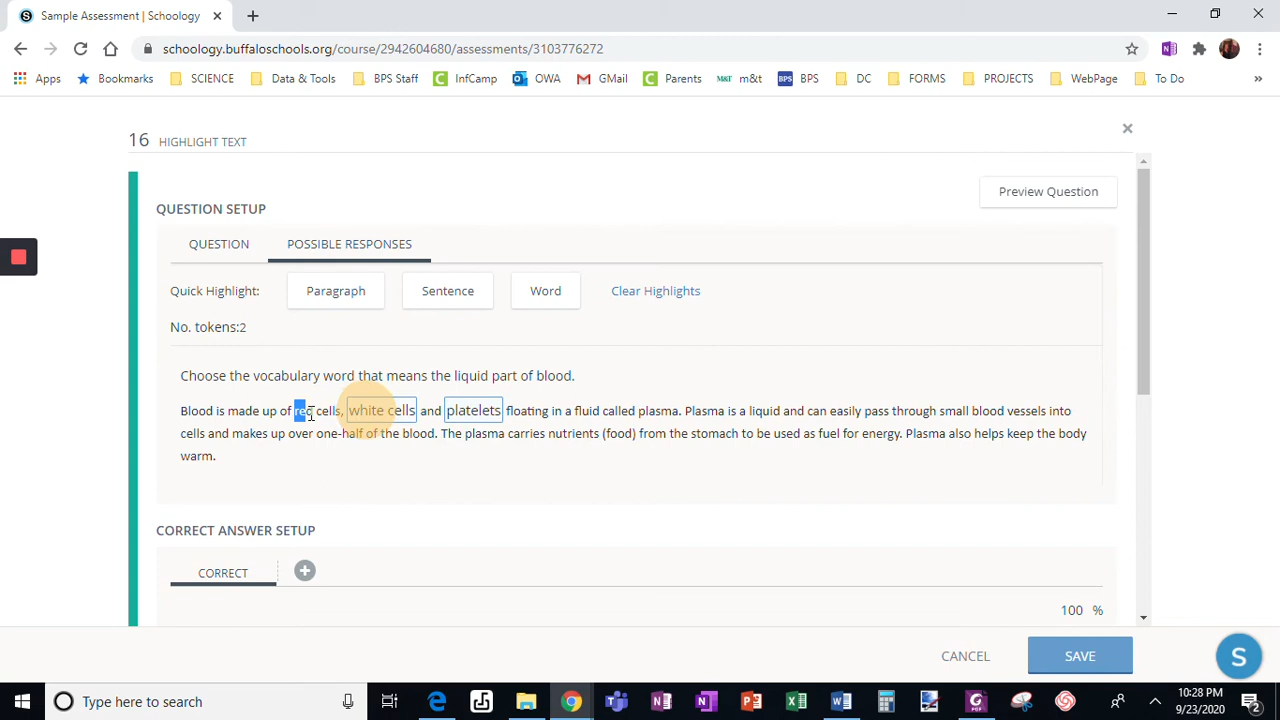 Sample Assessment | Schoology
schoology.buffaloschools.org/course/2942604680/assessments/3103776272
Apps Bookmarks SCIENCE Data & Tools BPS Staff InfCamp OWA GMail Parents M&T m&t BPS BPS DC FORMS PROJECTS WebPage To Do »
16 HIGHLIGHT TEXT
Preview Question
QUESTION SETUP
QUESTION POSSIBLE RESPONSES
Quick Highlight: Paragraph Sentence Word Clear Highlights
No. tokens:2
Choose the vocabulary word that means the liquid part of blood.
Blood is made up of red cells, white cells and platelets floating in a fluid called plasma. Plasma is a liquid and can easily pass through small blood vessels into
cells and makes up over one-half of the blood. The plasma carries nutrients (food) from the stomach to be used as fuel for energy. Plasma also helps keep the body
warm.
CORRECT ANSWER SETUP
CORRECT
100 %
CANCEL SAVE S
Type here to search
10:28 PM
9/23/2020
2